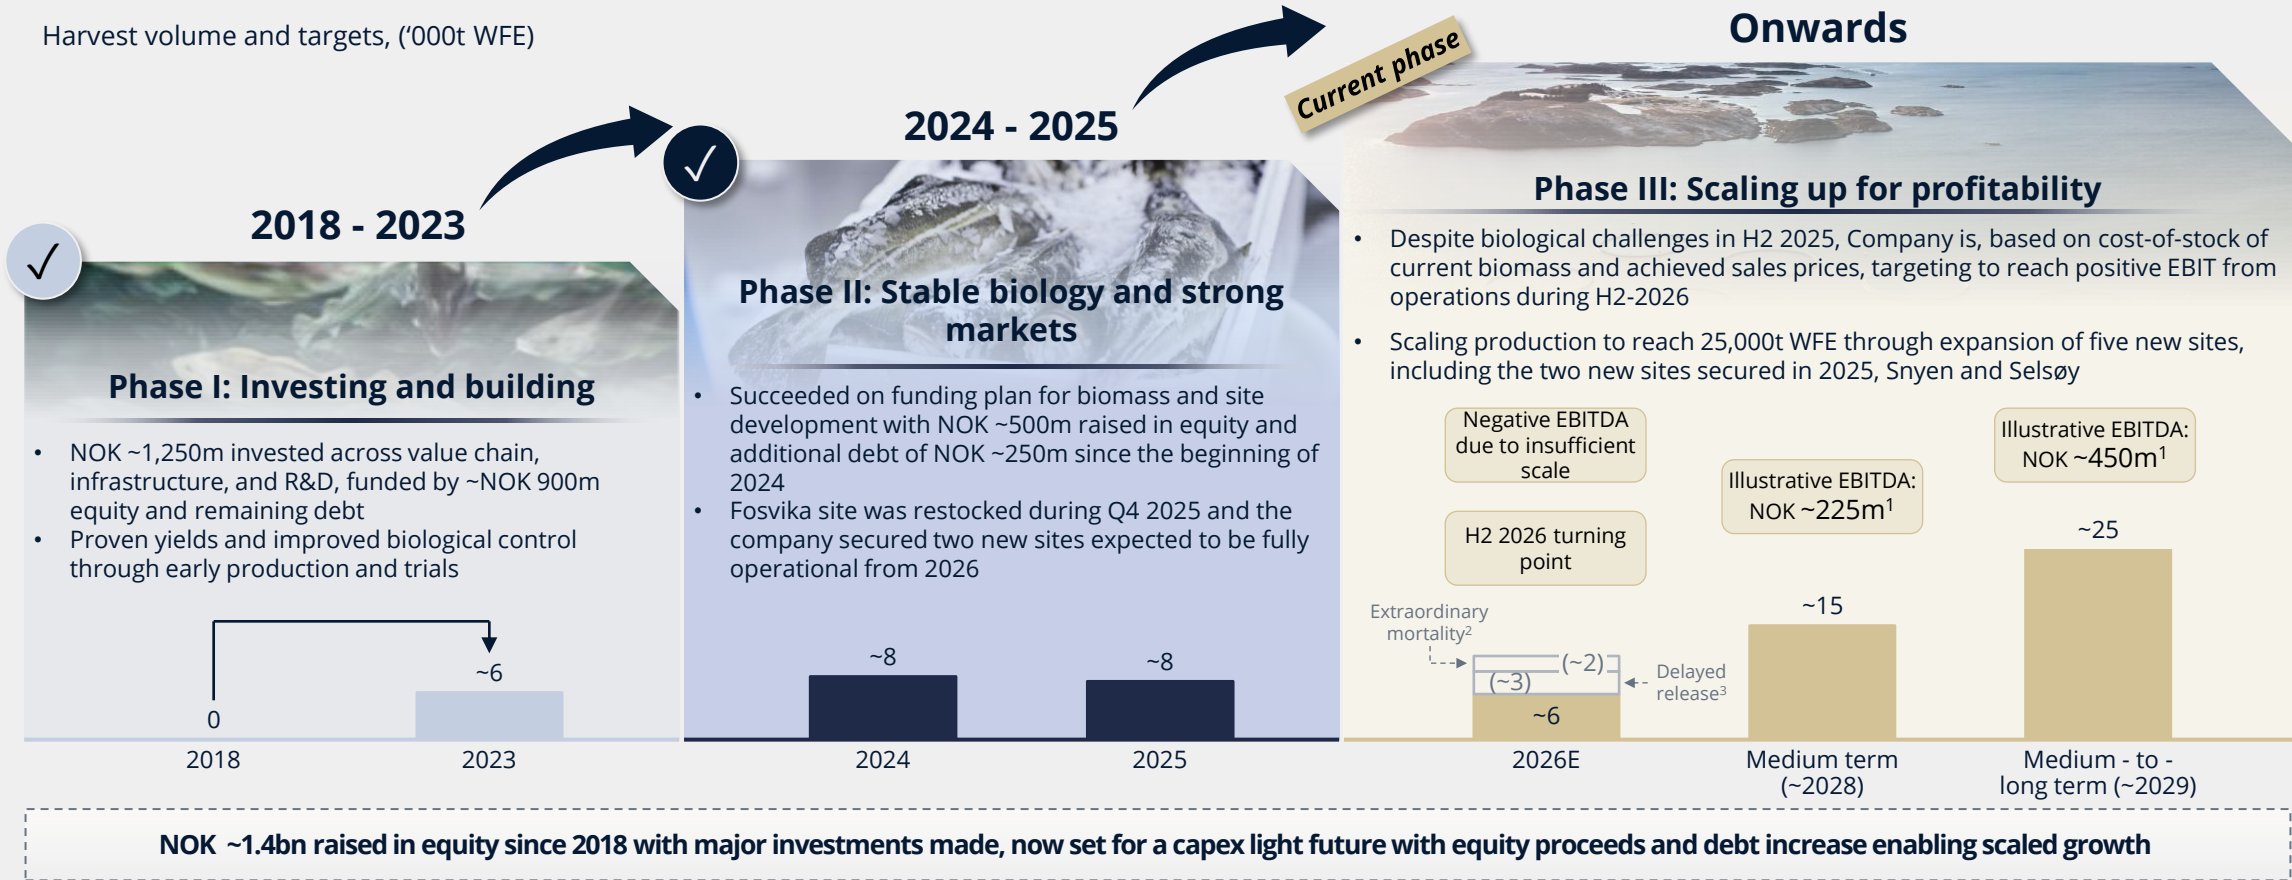 Harvest volume and targets, (‘000t WFE)
2018 - 2023
✓
Phase I: Investing and building
• NOK ~1,250m invested across value chain,
infrastructure, and R&D, funded by ~NOK 900m
equity and remaining debt
• Proven yields and improved biological control
through early production and trials
0
~6
2018
2023
2024 - 2025
✓
Phase II: Stable biology and strong
markets
• Succeeded on funding plan for biomass and site
development with NOK ~500m raised in equity and
additional debt of NOK ~250m since the beginning of
2024
• Fosvika site was restocked during Q4 2025 and the
company secured two new sites expected to be fully
operational from 2026
~8
~8
2024
2025
Onwards
Current phase
Phase III: Scaling up for profitability
• Despite biological challenges in H2 2025, Company is, based on cost-of-stock of
current biomass and achieved sales prices, targeting to reach positive EBIT from
operations during H2-2026
• Scaling production to reach 25,000t WFE through expansion of five new sites,
including the two new sites secured in 2025, Snyen and Selsøy
Negative EBITDA
due to insufficient
scale
H2 2026 turning
point
Illustrative EBITDA:
NOK ~225m¹
Illustrative EBITDA:
NOK ~450m¹
Extraordinary
mortality²
(~2)
(~3)
Delayed
release³
~6
~15
~25
2026E
Medium term
(~2028)
Medium - to -
long term (~2029)
NOK ~1.4bn raised in equity since 2018 with major investments made, now set for a capex light future with equity proceeds and debt increase enabling scaled growth